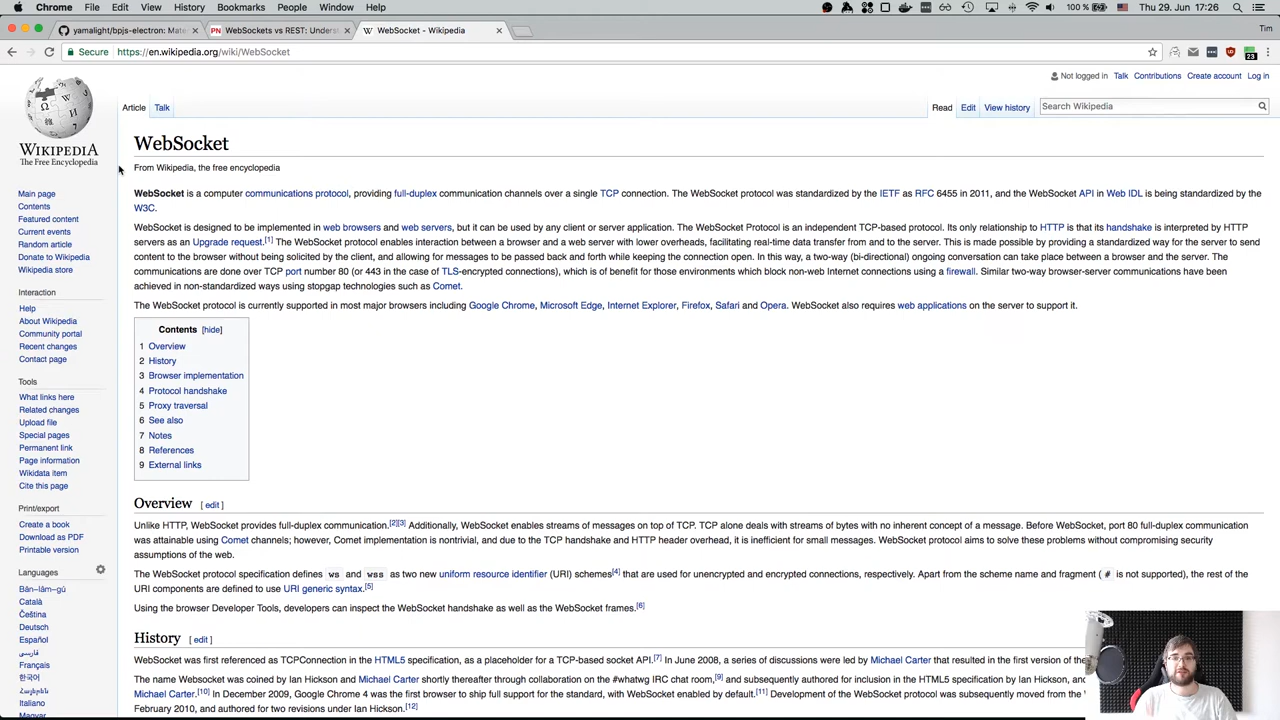 Chrome File Edit View History Bookmarks People Window Help 100 % Thu 29. Jun 17:26
yamalight/bpjs-electron: Mate WebSockets vs REST: Unders WebSocket - Wikipedia Tim
Secure https://en.wikipedia.org/wiki/WebSocket 23
Not logged in Talk Contributions Create account Log in
Article Talk Read Edit View history Search Wikipedia
WIKIPEDIA
The Free Encyclopedia
Main page
Contents
Featured content
Current events
Random article
Donate to Wikipedia
Wikipedia store
Interaction
Help
About Wikipedia
Community portal
Recent changes
Contact page
Tools
What links here
Related changes
Upload file
Special pages
Permanent link
Page information
Wikidata item
Cite this page
Print/export
Create a book
Download as PDF
Printable version
Languages
Bân-lâm-gú
Català
Čeština
Deutsch
Español
فارسی
Français
한국어
Հայերեն
Italiano
Magyar
WebSocket
From Wikipedia, the free encyclopedia
WebSocket is a computer communications protocol, providing full-duplex communication channels over a single TCP connection. The WebSocket protocol was standardized by the IETF as RFC 6455 in 2011, and the WebSocket API in Web IDL is being standardized by the
W3C.
WebSocket is designed to be implemented in web browsers and web servers, but it can be used by any client or server application. The WebSocket Protocol is an independent TCP-based protocol. Its only relationship to HTTP is that its handshake is interpreted by HTTP
servers as an Upgrade request.[1] The WebSocket protocol enables interaction between a browser and a web server with lower overheads, facilitating real-time data transfer from and to the server. This is made possible by providing a standardized way for the server to send
content to the browser without being solicited by the client, and allowing for messages to be passed back and forth while keeping the connection open. In this way, a two-way (bi-directional) ongoing conversation can take place between a browser and the server. The
communications are done over TCP port number 80 (or 443 in the case of TLS-encrypted connections), which is of benefit for those environments which block non-web Internet connections using a firewall. Similar two-way browser-server communications have been
achieved in non-standardized ways using stopgap technologies such as Comet.
The WebSocket protocol is currently supported in most major browsers including Google Chrome, Microsoft Edge, Internet Explorer, Firefox, Safari and Opera. WebSocket also requires web applications on the server to support it.
Contents [hide]
1 Overview
2 History
3 Browser implementation
4 Protocol handshake
5 Proxy traversal
6 See also
7 Notes
8 References
9 External links
Overview [ edit ]
Unlike HTTP, WebSocket provides full-duplex communication.[2][3] Additionally, WebSocket enables streams of messages on top of TCP. TCP alone deals with streams of bytes with no inherent concept of a message. Before WebSocket, port 80 full-duplex communication
was attainable using Comet channels; however, Comet implementation is nontrivial, and due to the TCP handshake and HTTP header overhead, it is inefficient for small messages. WebSocket protocol aims to solve these problems without compromising security
assumptions of the web.
The WebSocket protocol specification defines ws and wss as two new uniform resource identifier (URI) schemes[4] that are used for unencrypted and encrypted connections, respectively. Apart from the scheme name and fragment ( # is not supported), the rest of the
URI components are defined to use URI generic syntax.[5]
Using the browser Developer Tools, developers can inspect the WebSocket handshake as well as the WebSocket frames.[6]
History [ edit ]
WebSocket was first referenced as TCPConnection in the HTML5 specification, as a placeholder for a TCP-based socket API.[7] In June 2008, a series of discussions were led by Michael Carter that resulted in the first version of the
The name Websocket was coined by Ian Hickson and Michael Carter shortly thereafter through collaboration on the #whatwg IRC chat room,[9] and subsequently authored for inclusion in the HTML5 specification by Ian Hickson, and
Michael Carter.[10] In December 2009, Google Chrome 4 was the first browser to ship full support for the standard, with WebSocket enabled by default.[11] Development of the WebSocket protocol was subsequently moved from the W
February 2010, and authored for two revisions under Ian Hickson.[12]